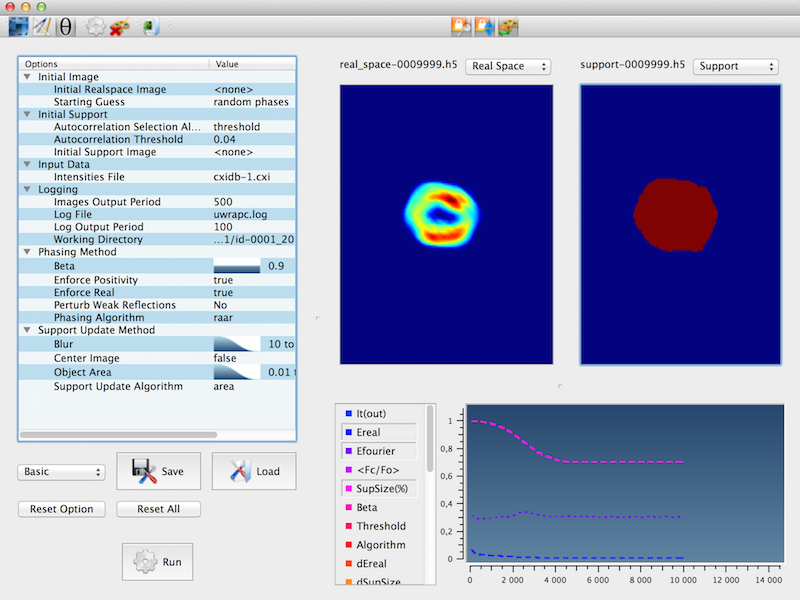 θ
real_space-0009999.h5 Real Space
support-0009999.h5 Support
Options Value
Initial Image
Initial Realspace Image <none>
Starting Guess random phases
Initial Support
Autocorrelation Selection Al... threshold
Autocorrelation Threshold 0.04
Initial Support Image <none>
Input Data
Intensities File cxidb-1.cxi
Logging
Images Output Period 500
Log File uwrapc.log
Log Output Period 100
Working Directory ...1/id-0001_20
Phasing Method
Beta 0.9
Enforce Positivity true
Enforce Real true
Perturb Weak Reflections No
Phasing Algorithm raar
Support Update Method
Blur 10 to
Center Image false
Object Area 0.01
Support Update Algorithm area
Basic Save Load
Reset Option Reset All
Run
It(out)
Ereal
Efourier
<Fc/Fo>
SupSize(%)
Beta
Threshold
Algorithm
dEreal
dSupSize
1
0,8
0,6
0,4
0,2
0
0 2 000 4 000 6 000 8 000 10 000 12 000 14 000